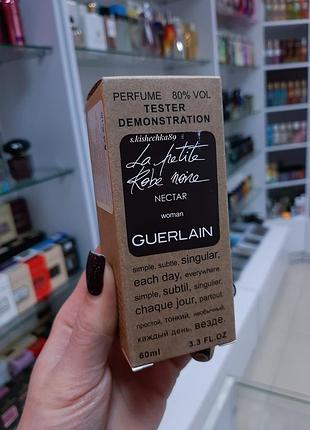 PERFUME 80% VOL
TESTER
DEMONSTRATION
s.kishechka89
La petite
Robe noire
NECTAR
woman
GUERLAIN
simple, subtle, singular,
each day, everywhere.
simple, subtil, singulier.
chaque jour, partout.
простой, тонкий, необычный,
каждый день, везде.
60ml 3.3 FL.OZ